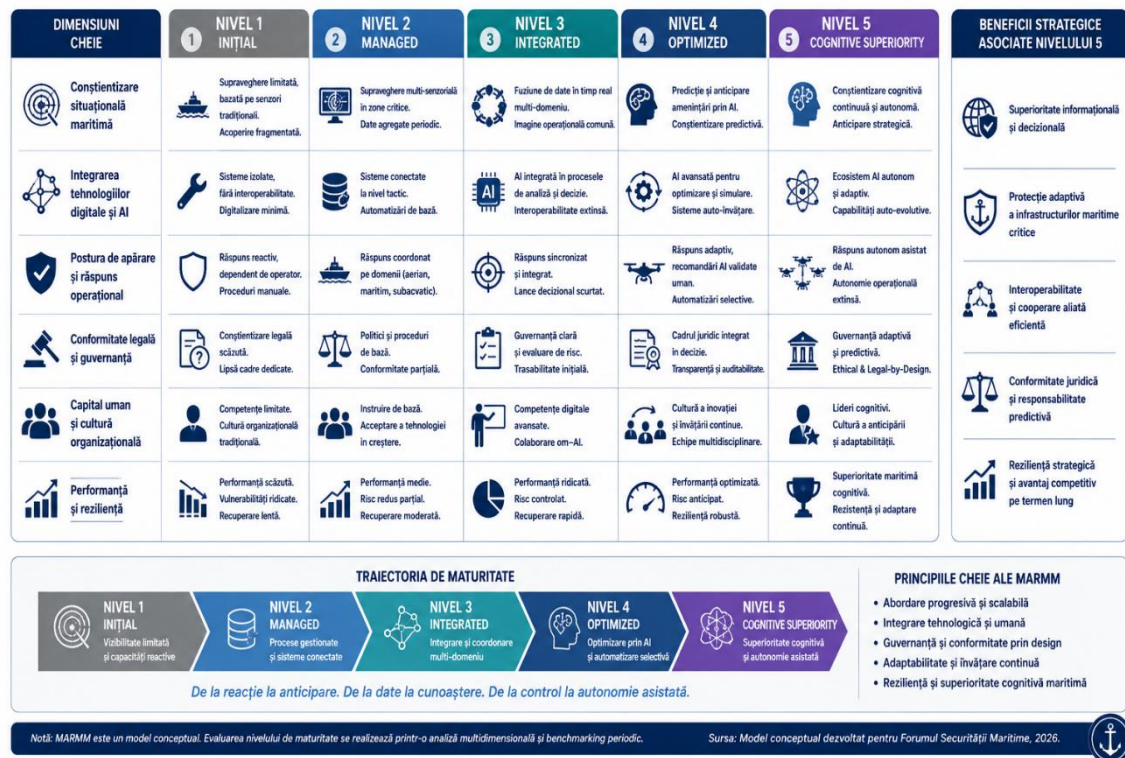 DIMENSIUNI
CHEIE
1
NIVEL 1
INIȚIAL
2
NIVEL 2
MANAGED
3
NIVEL 3
INTEGRATED
4
NIVEL 4
OPTIMIZED
5
NIVEL 5
COGNITIVE SUPERIORITY
BENEFICII STRATEGICE
ASOCIATE NIVELULUI 5
Conștientizare
situațională
maritimă
Supraveghere limitată,
bazată pe senzori
tradiționali.
Acoperire fragmentată.
Supraveghere multi-senzorială
în zone critice.
Date agregate periodic.
Fuziune de date în timp real
multi-domeniu.
Imagine operațională comună.
Predicție și anticipare
amenințări prin AI.
Conștientizare predictivă.
Conștientizare cognitivă
continuă și autonomă.
Anticipare strategică.
Integrarea
tehnologiilor
digitale și AI
Sisteme izolate,
fără interoperabilitate.
Digitalizare minimă.
Sisteme conectate
la nivel tactic.
Automatizări de bază.
AI
AI integrată în procesele
de analiză și decizie.
Interoperabilitate extinsă.
AI avansată pentru
optimizare și simulare.
Sisteme auto-învățare.
Ecosistem AI autonom
și adaptiv.
Capabilități auto-evolutive.
Postura de apărare
și răspuns
operațional
Răspuns reactiv,
dependent de operator.
Proceduri manuale.
Răspuns coordonat
pe domenii (aerian,
maritim, subacvatic).
Răspuns sincronizat
și integrat.
Lance decizional scurtat.
Răspuns adaptiv,
recomandări AI validate
uman.
Automatizări selective.
Răspuns autonom asistat
de AI.
Autonomie operațională
extinsă.
Conformitate legală
și guvernanță
?
Conștientizare legală
scăzută.
Lipsă cadre dedicate.
Politici și proceduri
de bază.
Conformitate parțială.
Guvernanță clară
și evaluare de risc.
Trasabilitate inițială.
Cadrul juridic integrat
în decizie.
Transparență și auditabilitate.
Guvernanță adaptivă
și predictivă.
Ethical & Legal-by-Design.
Capital uman
și cultură
organizațională
Competențe limitate.
Cultură organizațională
tradițională.
Instruire de bază.
Acceptare a tehnologiei
în creștere.
Competențe digitale
avansate.
Colaborare om–AI.
Cultură a inovației
și învățării continue.
Echipe multidisciplinare.
Lideri cognitivi.
Cultură a anticipării
și adaptabilității.
Performanță
și reziliență
Performanță scăzută.
Vulnerabilități ridicate.
Recuperare lentă.
Performanță medie.
Risc redus parțial.
Recuperare moderată.
Performanță ridicată.
Risc controlat.
Recuperare rapidă.
Performanță optimizată.
Risc anticipat.
Reziliență robustă.
Superioritate maritimă
cognitivă.
Rezistență și adaptare
continuă.
Superioritate informațională
și decizională
Protecție adaptivă
a infrastructurilor maritime
critice
Interoperabilitate
și cooperare aliată
eficientă
Conformitate juridică
și responsabilitate
predictivă
Reziliență strategică
și avantaj competitiv
pe termen lung
TRAIECTORIA DE MATURITATE
NIVEL 1
INIȚIAL
Vizibilitate limitată
și capacități reactive
NIVEL 2
MANAGED
Procese gestionate
și sisteme conectate
NIVEL 3
INTEGRATED
Integrare și coordonare
multi-domeniu
NIVEL 4
OPTIMIZED
Optimizare prin AI
și automatizare selectivă
NIVEL 5
COGNITIVE SUPERIORITY
Superioritate cognitivă
și autonomie asistată
De la reacție la anticipare. De la date la cunoaștere. De la control la autonomie asistată.
PRINCIPIILE CHEIE ALE MARMM
• Abordare progresivă și scalabilă
• Integrare tehnologică și umană
• Guvernanță și conformitate prin design
• Adaptabilitate și învățare continuă
• Reziliență și superioritate cognitivă maritimă
Notă: MARMM este un model conceptual. Evaluarea nivelului de maturitate se realizează printr-o analiză multidimensională și benchmarking periodic.
Sursa: Model conceptual dezvoltat pentru Forumul Securității Maritime, 2026.